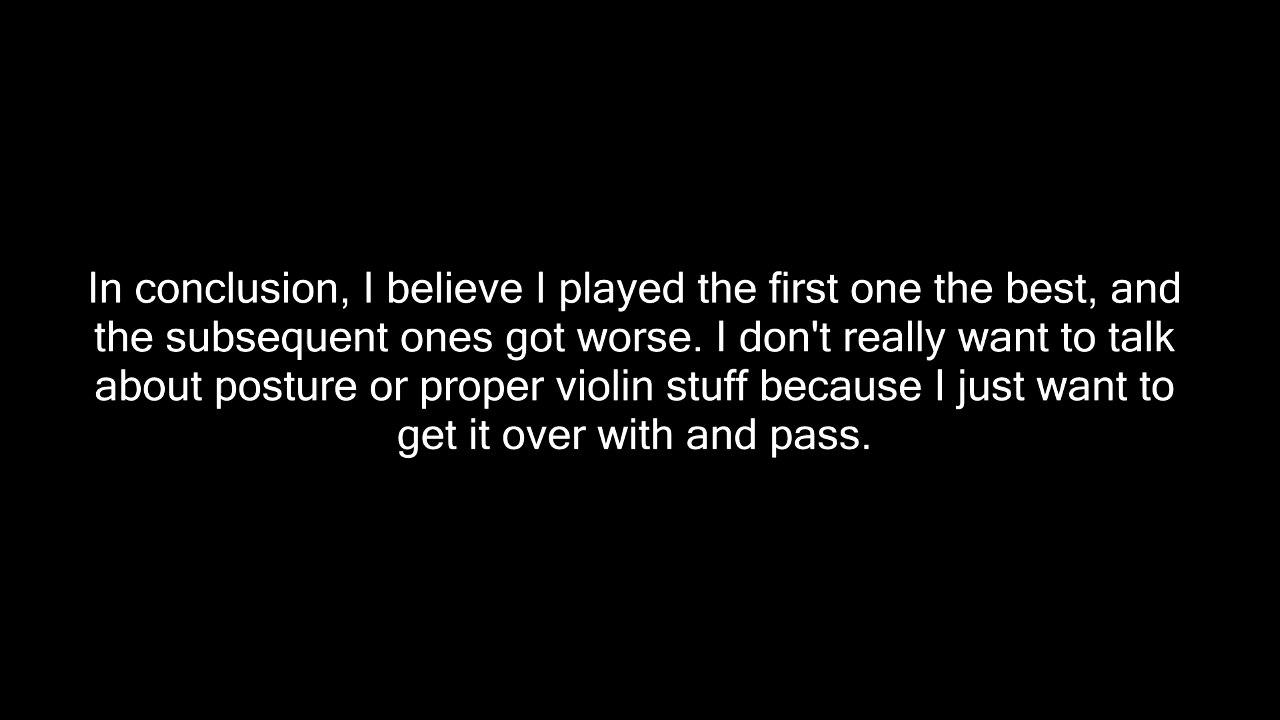 In conclusion, I believe I played the first one the best, and
the subsequent ones got worse. I don't really want to talk
about posture or proper violin stuff because I just want to
get it over with and pass.